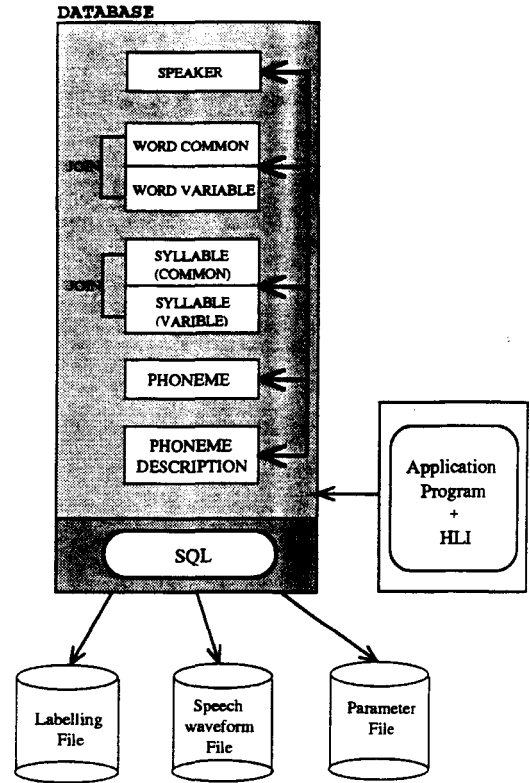 DATABASE
SPEAKER
WORD COMMON
JOIN
WORD VARIABLE
SYLLABLE
(COMMON)
JOIN
SYLLABLE
(VARIBLE)
PHONEME
PHONEME
DESCRIPTION
Application
Program
+
HLI
SQL
Labelling
File
Speech
waveform
File
Parameter
File